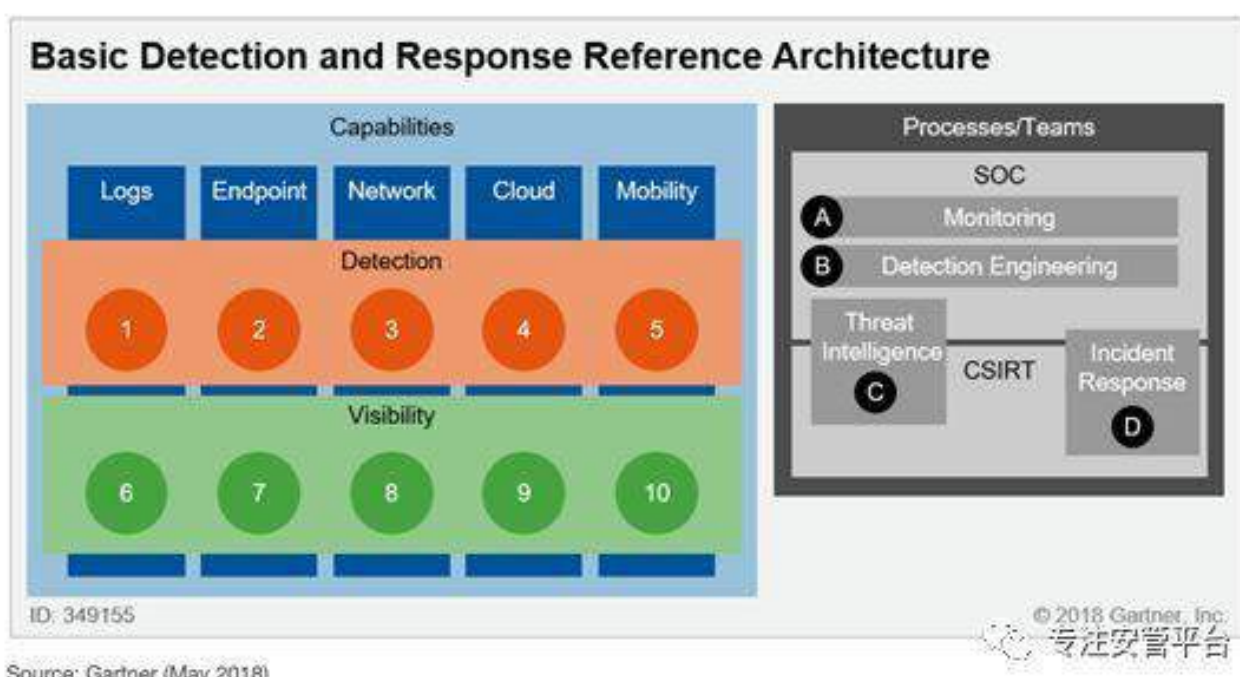 Basic Detection and Response Reference Architecture
Capabilities
Logs
Endpoint
Network
Cloud
Mobility
Detection
1
2
3
4
5
Visibility
6
7
8
9
10
Processes/Teams
SOC
A
Monitoring
B
Detection Engineering
Threat
Intelligence
C
CSIRT
Incident
Response
D
ID: 349155
© 2018 Gartner, Inc.
专注安管平台
Source: Gartner (May 2018)